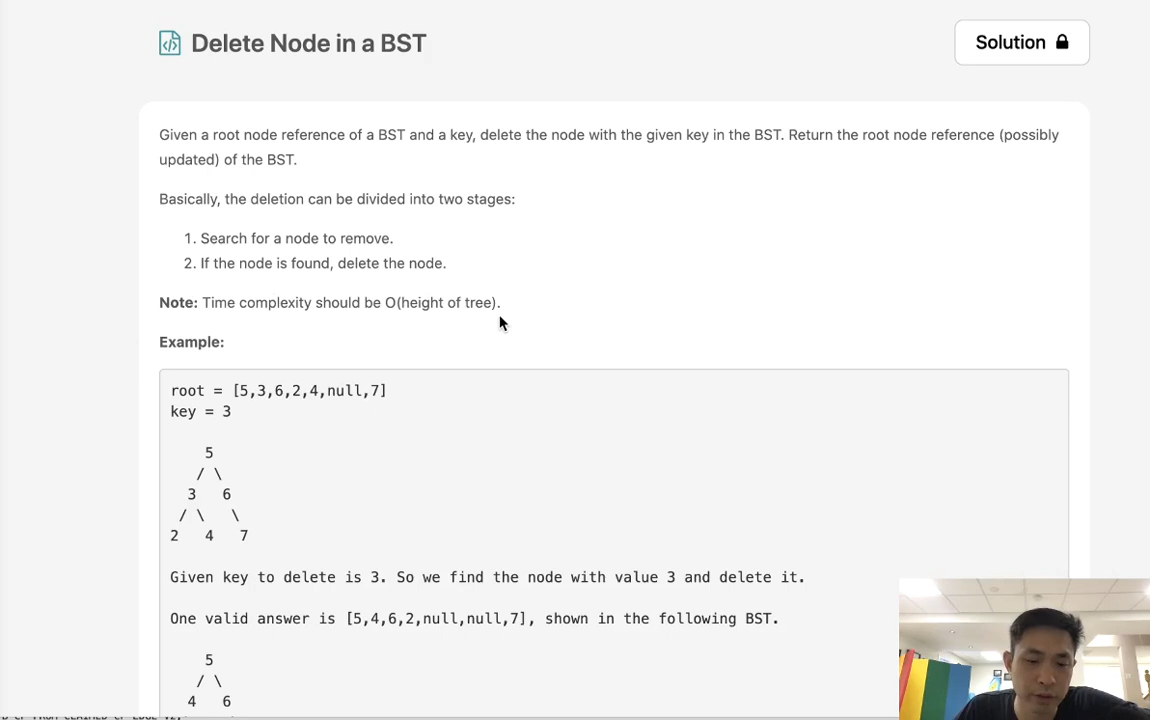 Delete Node in a BST
Solution
Given a root node reference of a BST and a key, delete the node with the given key in the BST. Return the root node reference (possibly
updated) of the BST.
Basically, the deletion can be divided into two stages:
1. Search for a node to remove.
2. If the node is found, delete the node.
Note: Time complexity should be O(height of tree).
Example:
root = [5,3,6,2,4,null,7]
key = 3
5
/ \
3 6
/ \ \
2 4 7
Given key to delete is 3. So we find the node with value 3 and delete it.
One valid answer is [5,4,6,2,null,null,7], shown in the following BST.
5
/ \
4 6